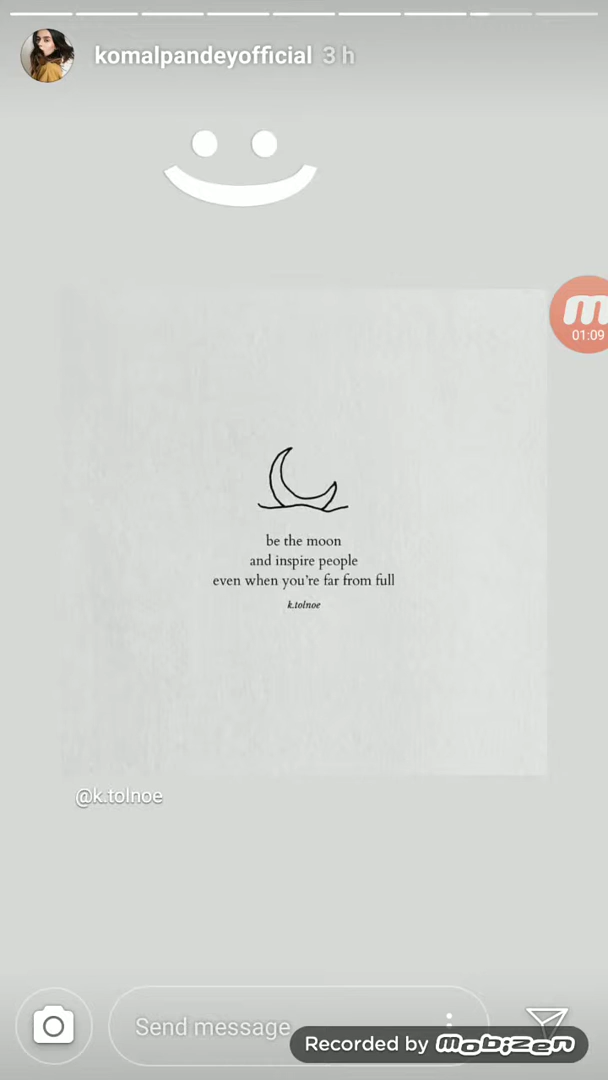 komalpandeyofficial 3 h
01:09
be the moon
and inspire people
even when you're far from full
k.tolnoe
@k.tolnoe
Send message
Recorded by mobizen